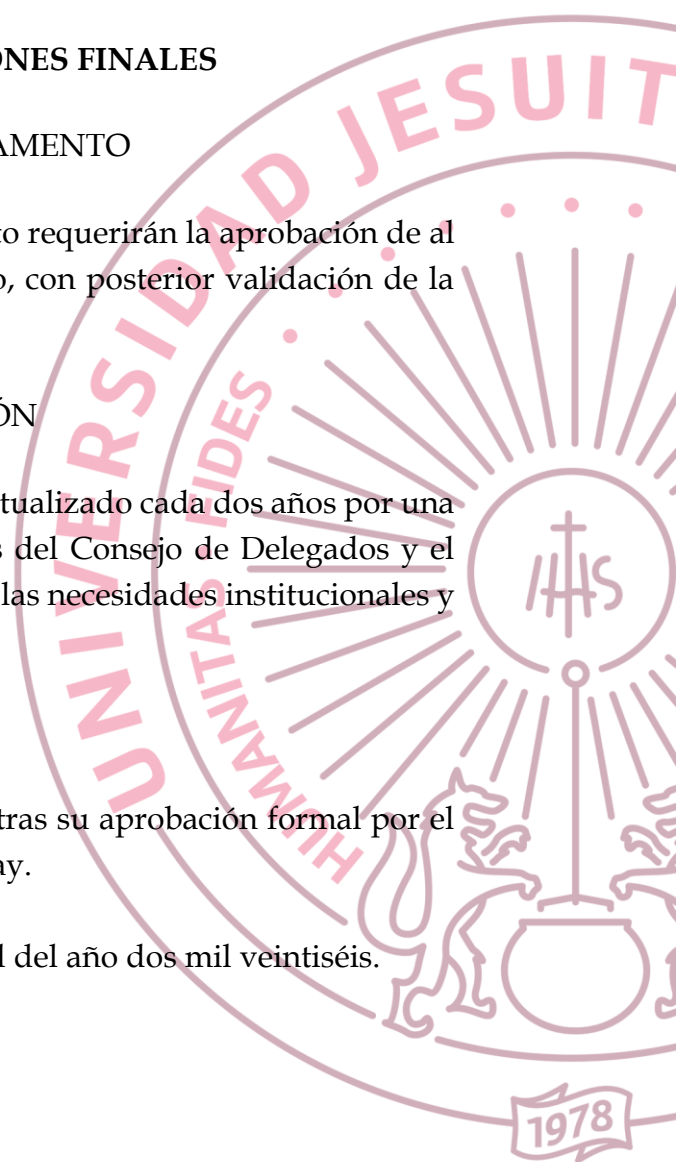 ONES FINALES
AMENTO
to requerirán la aprobación de al
o, con posterior validación de la
ÓN
ctualizado cada dos años por una
s del Consejo de Delegados y el
las necesidades institucionales y
tras su aprobación formal por el
ay.
l del año dos mil veintiséis.
UNIVERSIDAD JESUIT
HUMANITAS · FIDES
IHS
1978